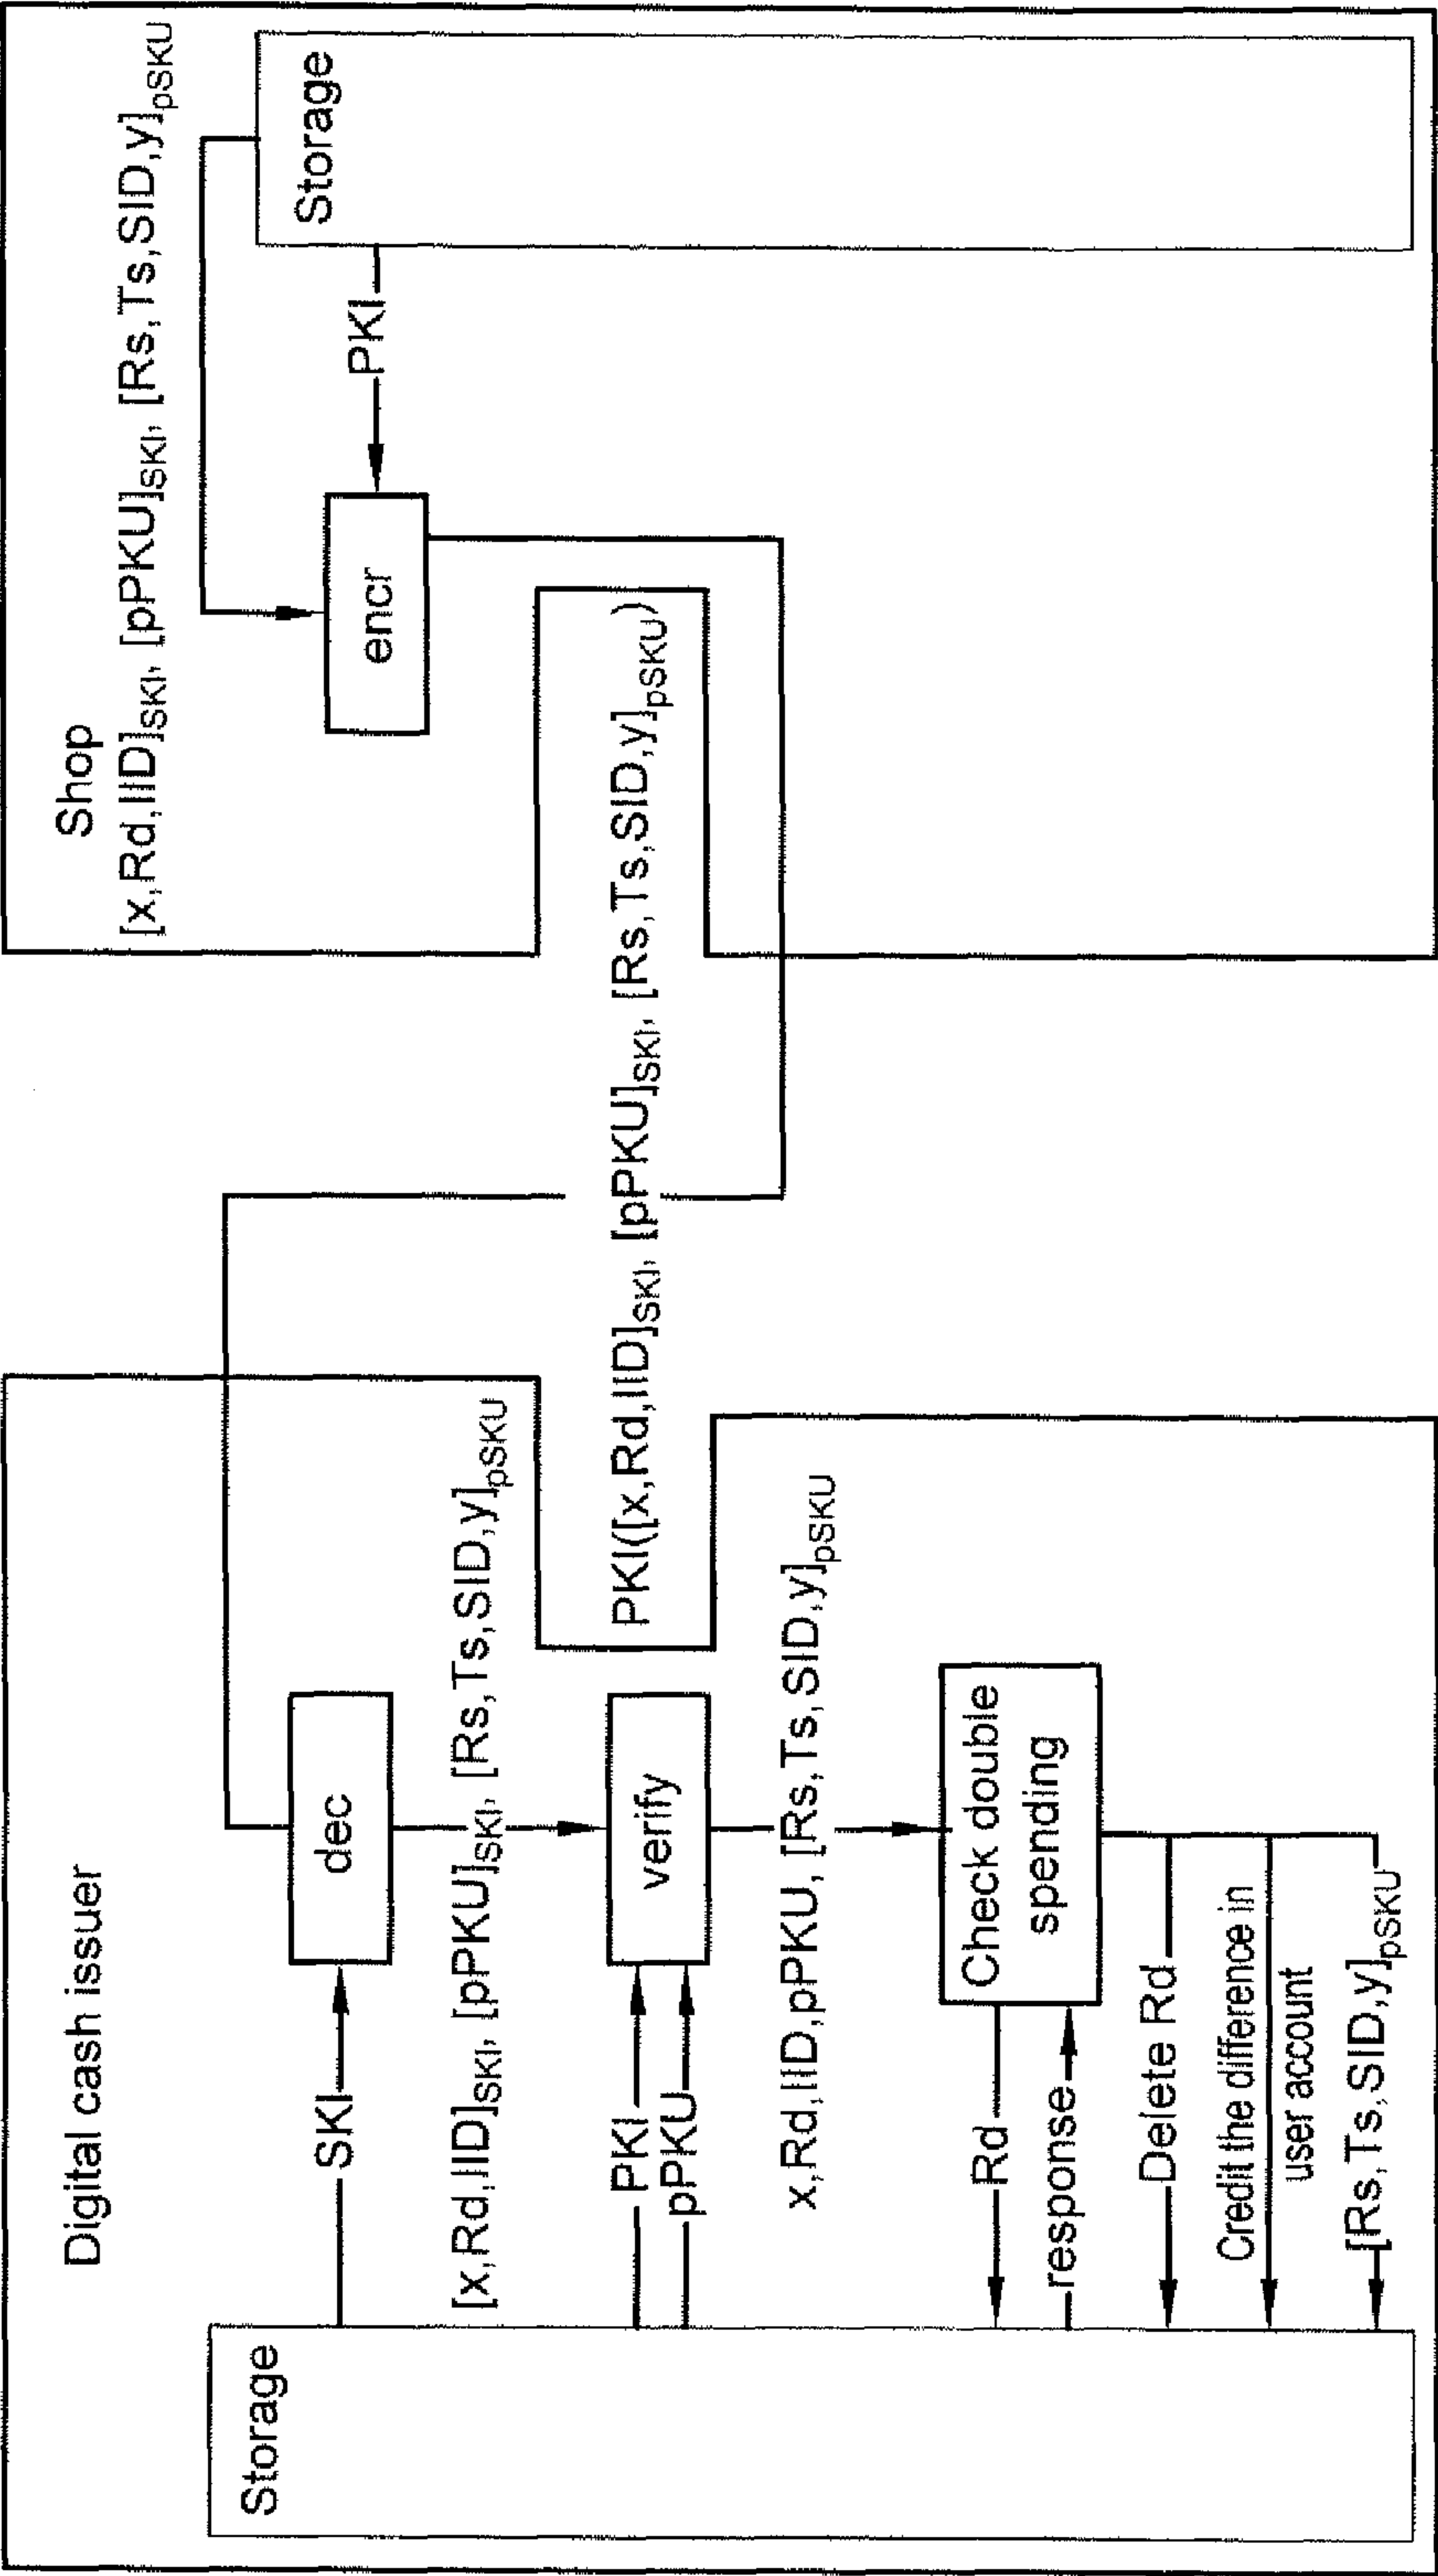 Digital cash issuer
Storage
SKI
dec
[x,Rd,IID]SKI, [pPKU]SKI, [Rs,Ts,SID,y]pSKU
PKI
pPKU
verify
x,Rd,IID,pPKU, [Rs,Ts,SID,y]pSKU
Rd
response
Check double
spending
Delete Rd
Credit the difference in
user account
[Rs,Ts,SID,y]pSKU
PKI([x,Rd,IID]SKI, [pPKU]SKI, [Rs,Ts,SID,y]pSKU)
Shop
[x,Rd,IID]SKI, [pPKU]SKI, [Rs,Ts,SID,y]pSKU
encr
PKI
Storage